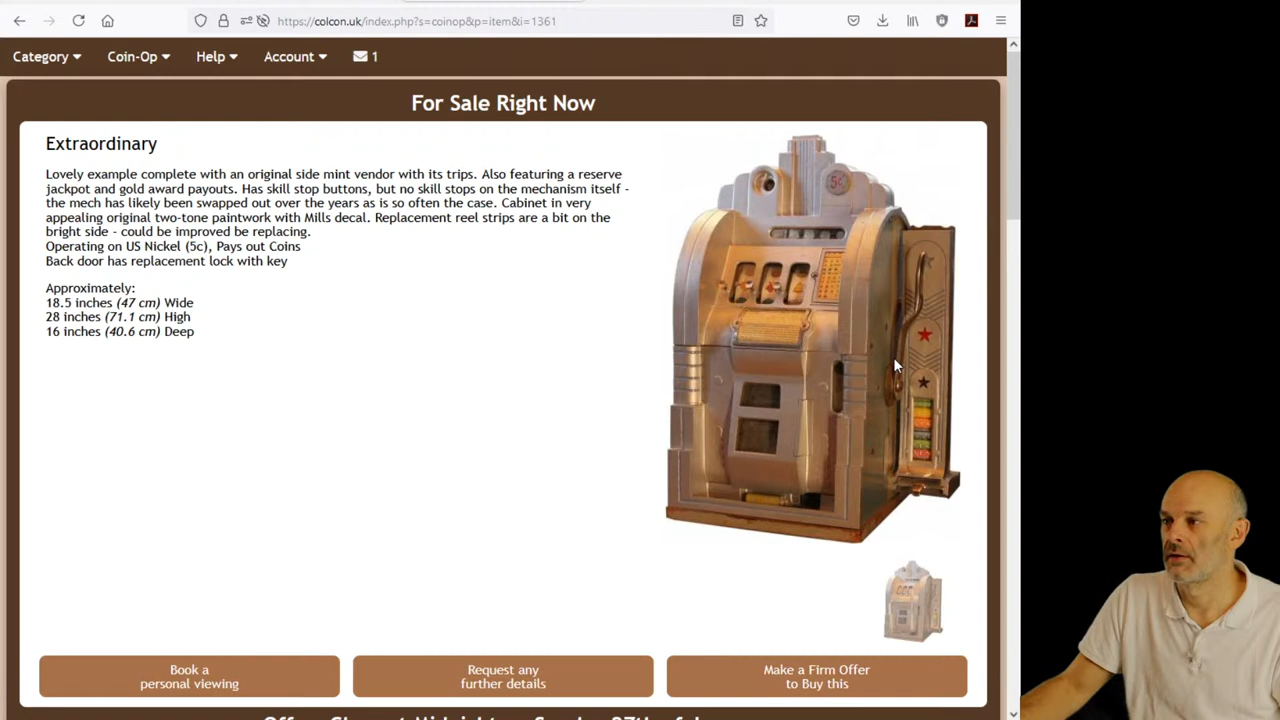 https://colcon.uk/index.php?s=coinop&p=item&i=1361
Category Coin-Op Help Account 1
For Sale Right Now
Extraordinary
Lovely example complete with an original side mint vendor with its trips. Also featuring a reserve
jackpot and gold award payouts. Has skill stop buttons, but no skill stops on the mechanism itself -
the mech has likely been swapped out over the years as is so often the case. Cabinet in very
appealing original two-tone paintwork with Mills decal. Replacement reel strips are a bit on the
bright side - could be improved be replacing.
Operating on US Nickel (5c), Pays out Coins
Back door has replacement lock with key
Approximately:
18.5 inches (47 cm) Wide
28 inches (71.1 cm) High
16 inches (40.6 cm) Deep
5¢
Book a
personal viewing
Request any
further details
Make a Firm Offer
to Buy this